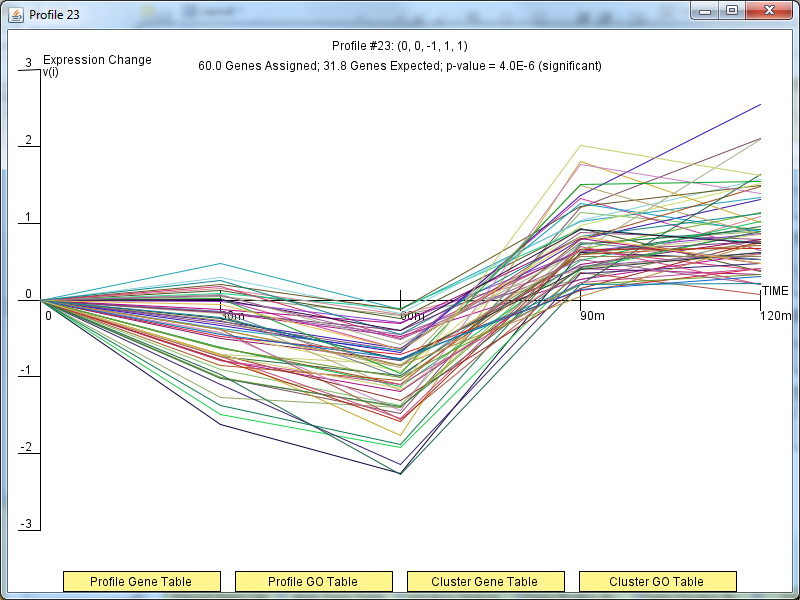 Profile 23
Profile #23: (0, 0, -1, 1, 1)
Expression Change
v(i)
60.0 Genes Assigned; 31.8 Genes Expected; p-value = 4.0E-6 (significant)
3
2
1
0
-1
-2
-3
TIME
0 30m 60m 90m 120m
Profile Gene Table Profile GO Table Cluster Gene Table Cluster GO Table